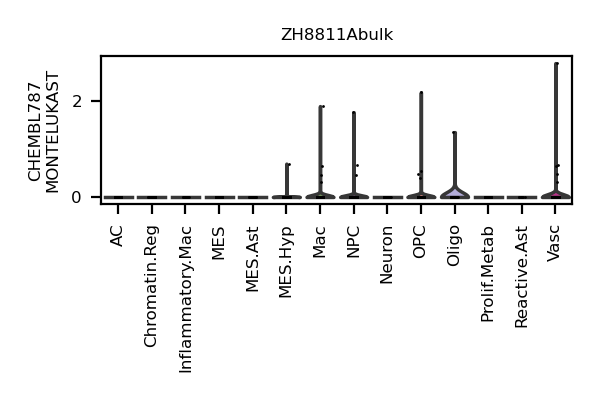 ZH8811Abulk
CHEMBL787
MONTELUKAST
2
0
AC
Chromatin.Reg
Inflammatory.Mac
MES
MES.Ast
MES.Hyp
Mac
NPC
Neuron
OPC
Oligo
Prolif.Metab
Reactive.Ast
Vasc